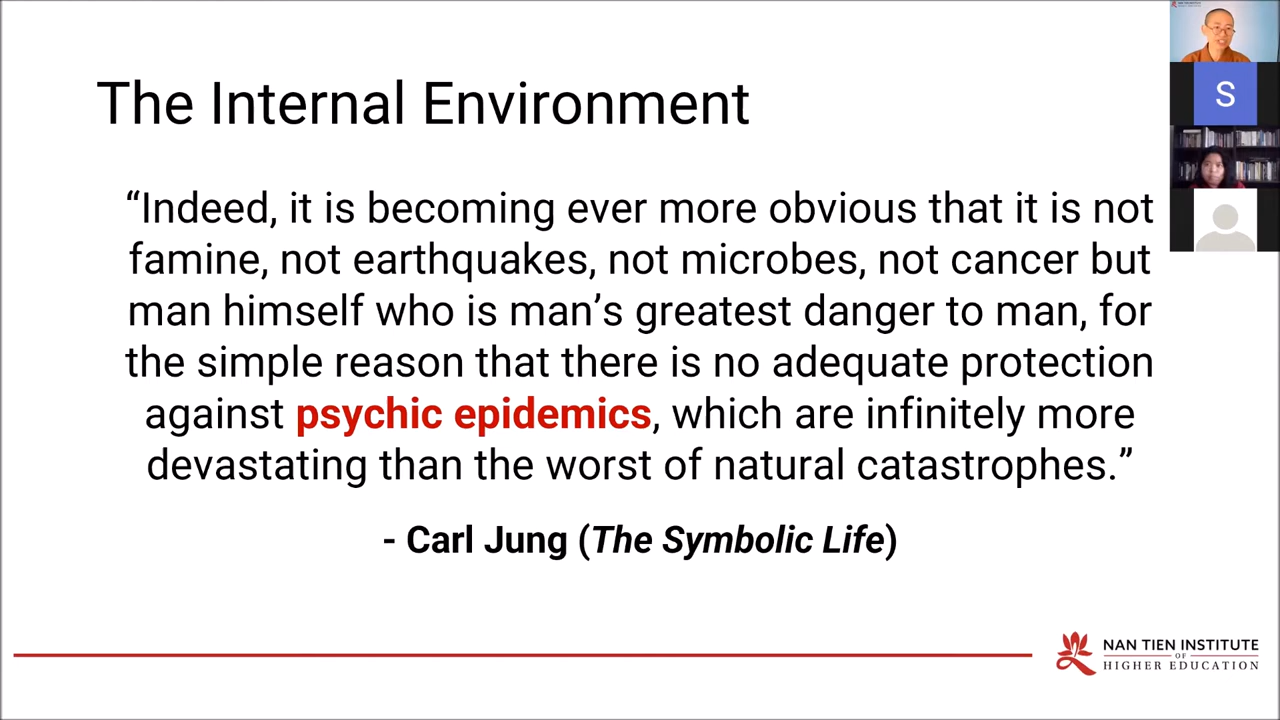 The Internal Environment
“Indeed, it is becoming ever more obvious that it is not
famine, not earthquakes, not microbes, not cancer but
man himself who is man’s greatest danger to man, for
the simple reason that there is no adequate protection
against psychic epidemics, which are infinitely more
devastating than the worst of natural catastrophes.”
- Carl Jung (The Symbolic Life)
S
NAN TIEN INSTITUTE
OF
HIGHER EDUCATION